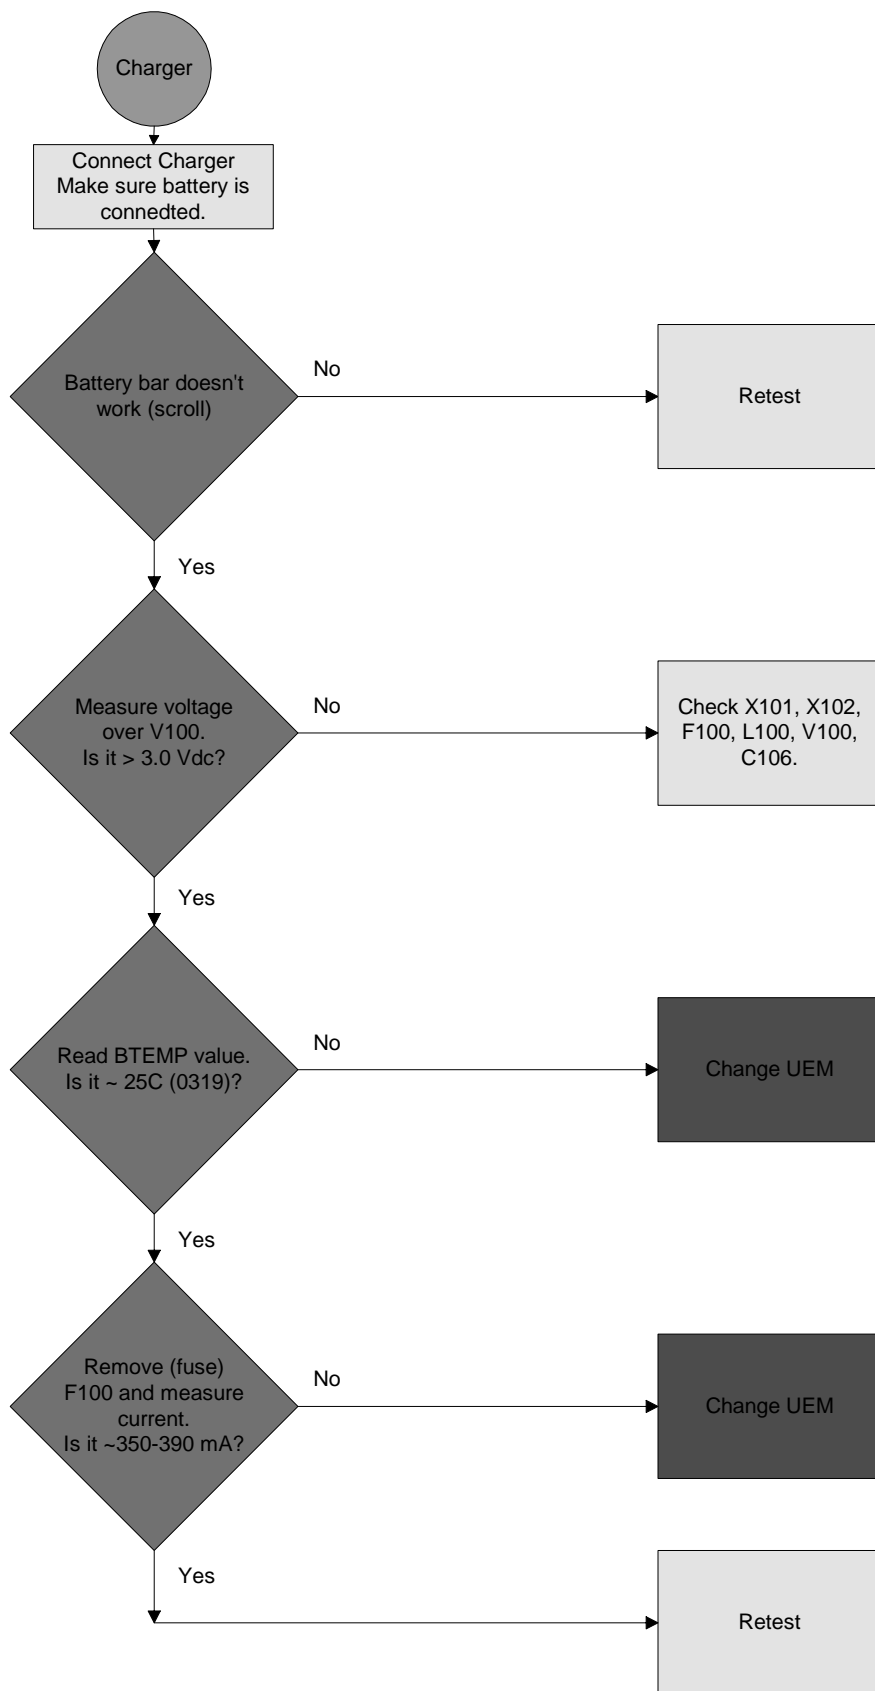 Charger
Connect Charger
Make sure battery is
connedted.
Battery bar doesn't
work (scroll)
No
Retest
Yes
Measure voltage
over V100.
Is it > 3.0 Vdc?
No
Check X101, X102,
F100, L100, V100,
C106.
Yes
Read BTEMP value.
Is it ~ 25C (0319)?
No
Change UEM
Yes
Remove (fuse)
F100 and measure
current.
Is it ~350-390 mA?
No
Change UEM
Yes
Retest